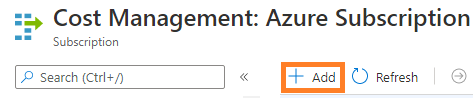 Cost Management: Azure Subscription
Subscription
Search (Ctrl+/)
Add
Refresh